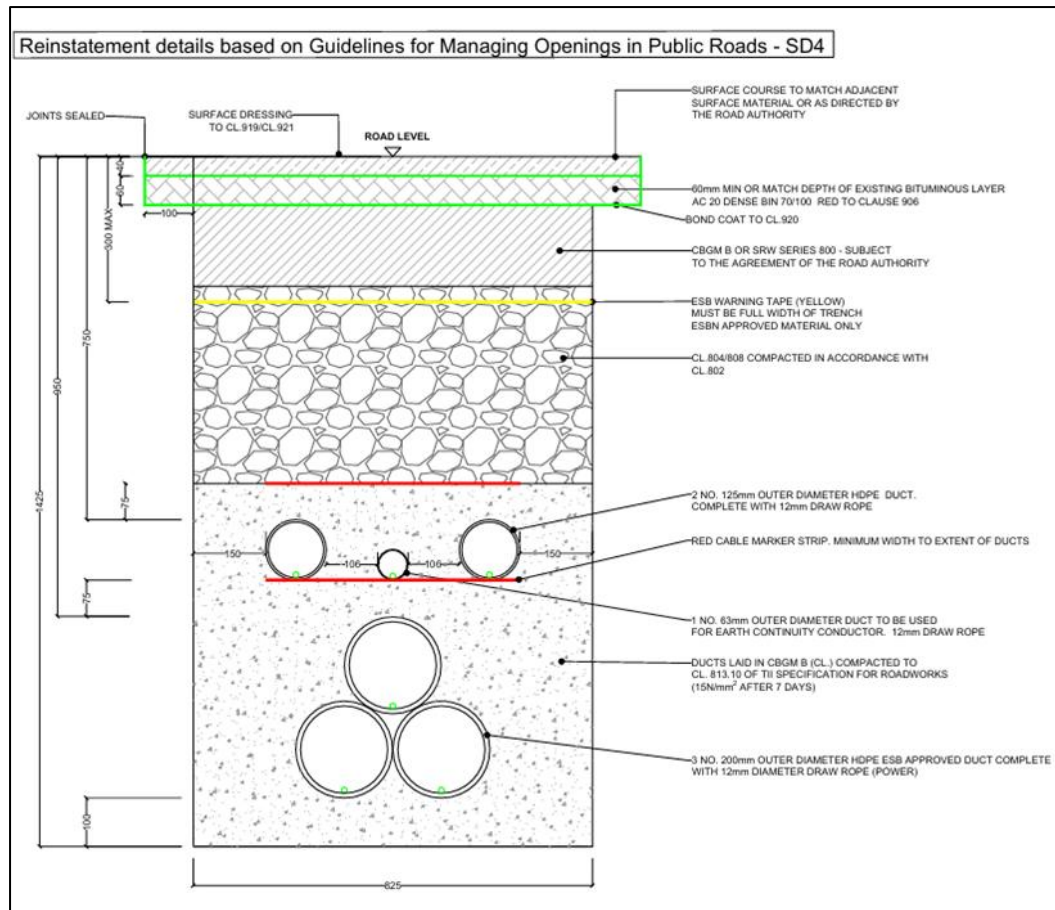 Reinstatement details based on Guidelines for Managing Openings in Public Roads - SD4
JOINTS SEALED
SURFACE DRESSING
TO CL.919/CL.921
ROAD LEVEL
SURFACE COURSE TO MATCH ADJACENT
SURFACE MATERIAL OR AS DIRECTED BY
THE ROAD AUTHORITY
60mm MIN OR MATCH DEPTH OF EXISTING BITUMINOUS LAYER
AC 20 DENSE BIN 70/100 RED TO CLAUSE 906
BOND COAT TO CL.920
CBGM B OR SRW SERIES 800 - SUBJECT
TO THE AGREEMENT OF THE ROAD AUTHORITY
ESB WARNING TAPE (YELLOW)
MUST BE FULL WIDTH OF TRENCH
ESBN APPROVED MATERIAL ONLY
CL.804/808 COMPACTED IN ACCORDANCE WITH
CL.802
2 NO. 125mm OUTER DIAMETER HDPE DUCT.
COMPLETE WITH 12mm DRAW ROPE
RED CABLE MARKER STRIP. MINIMUM WIDTH TO EXTENT OF DUCTS
1 NO. 63mm OUTER DIAMETER DUCT TO BE USED
FOR EARTH CONTINUITY CONDUCTOR. 12mm DRAW ROPE
DUCTS LAID IN CBGM B (CL.) COMPACTED TO
CL. 813.10 OF TII SPECIFICATION FOR ROADWORKS
(15N/mm² AFTER 7 DAYS)
3 NO. 200mm OUTER DIAMETER HDPE ESB APPROVED DUCT COMPLETE
WITH 12mm DIAMETER DRAW ROPE (POWER)
40
60
100
300 MAX
750
950
1425
75
150
106
106
150
75
100
825